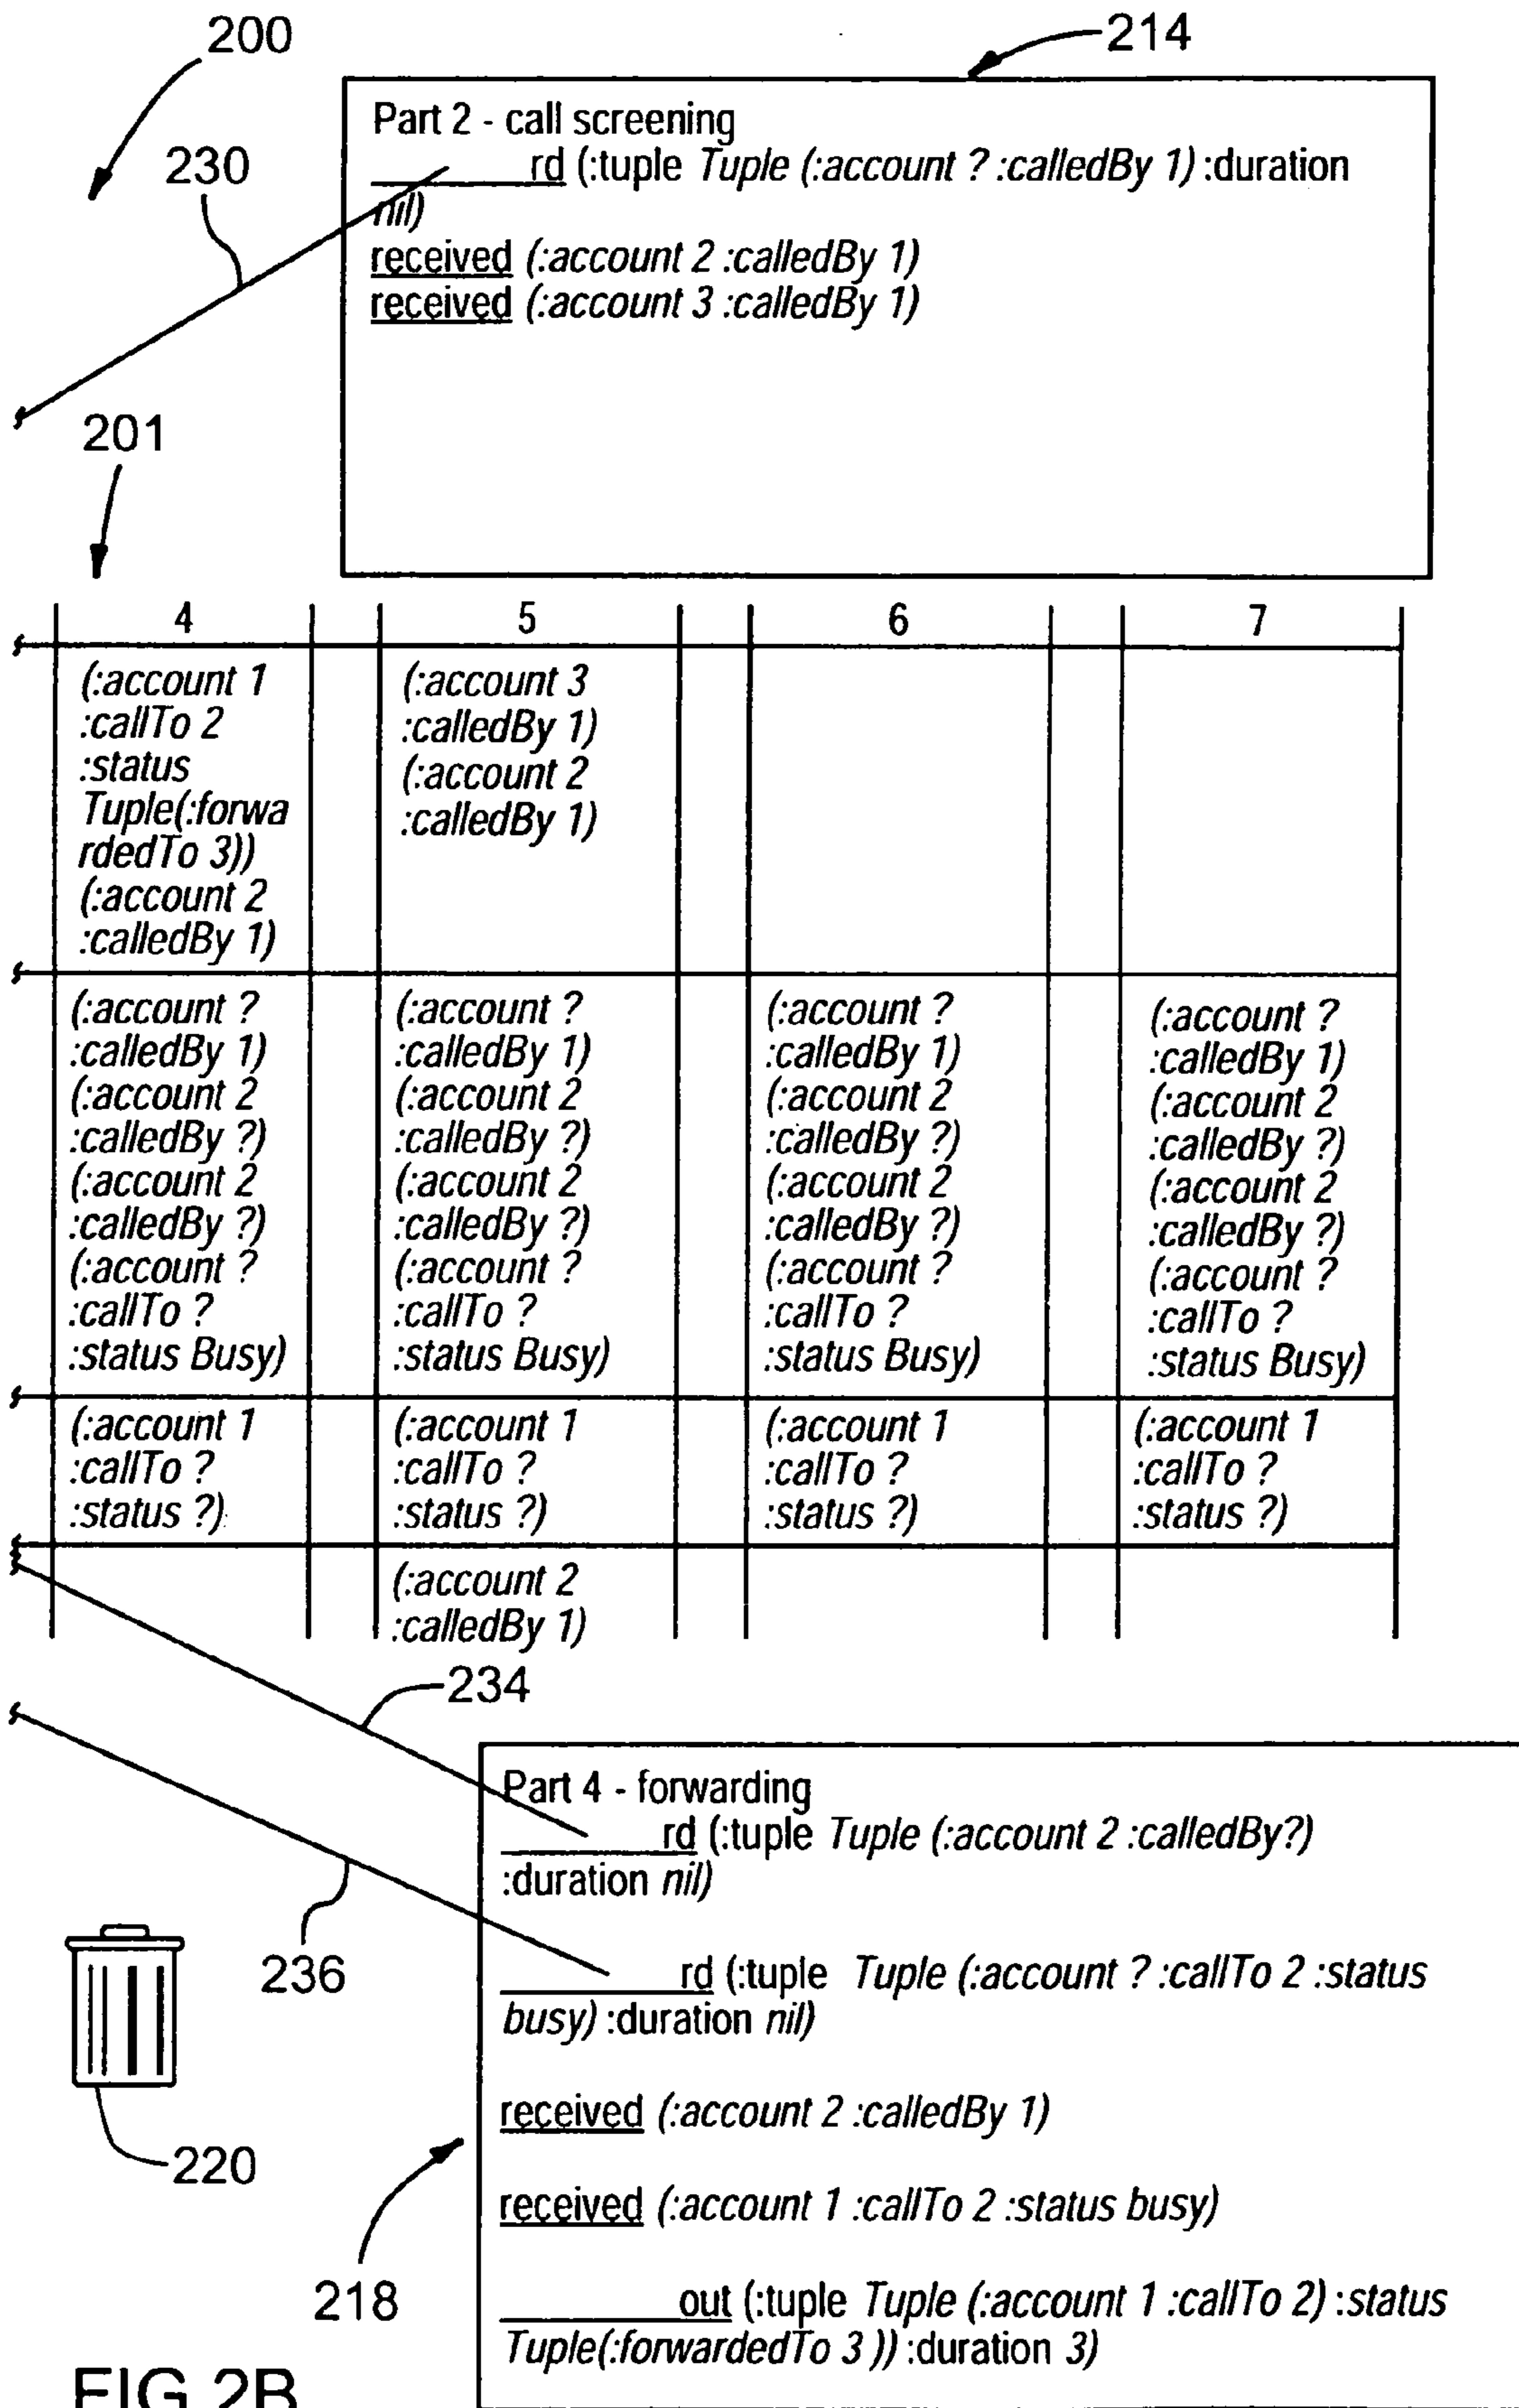 200
214
Part 2 - call screening
rd (:tuple Tuple (:account ? :calledBy 1) :duration
nil)
received (:account 2 :calledBy 1)
received (:account 3 :calledBy 1)
230
201
4
5
6
7
(:account 1
:callTo 2
:status
Tuple(:forwa
rdedTo 3))
(:account 2
:calledBy 1)
(:account 3
:calledBy 1)
(:account 2
:calledBy 1)
(:account ?
:calledBy 1)
(:account 2
:calledBy ?)
(:account 2
:calledBy ?)
(:account ?
:callTo ?
:status Busy)
(:account ?
:calledBy 1)
(:account 2
:calledBy ?)
(:account 2
:calledBy ?)
(:account ?
:callTo ?
:status Busy)
(:account ?
:calledBy 1)
(:account 2
:calledBy ?)
(:account 2
:calledBy ?)
(:account ?
:callTo ?
:status Busy)
(:account ?
:calledBy 1)
(:account 2
:calledBy ?)
(:account 2
:calledBy ?)
(:account ?
:callTo ?
:status Busy)
(:account 1
:callTo ?
:status ?)
(:account 1
:callTo ?
:status ?)
(:account 1
:callTo ?
:status ?)
(:account 1
:callTo ?
:status ?)
(:account 2
:calledBy 1)
234
236
220
218
Part 4 - forwarding
rd (:tuple Tuple (:account 2 :calledBy?)
:duration nil)
rd (:tuple Tuple (:account ? :callTo 2 :status
busy) :duration nil)
received (:account 2 :calledBy 1)
received (:account 1 :callTo 2 :status busy)
out (:tuple Tuple (:account 1 :callTo 2) :status
Tuple(:forwardedTo 3 )) :duration 3)
FIG 2B